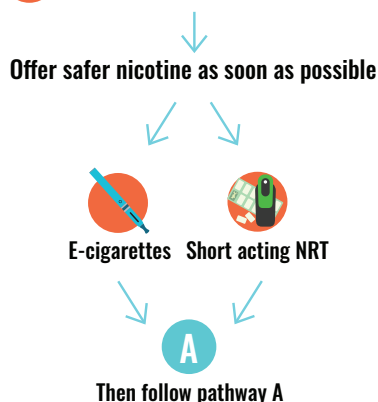 Offer safer nicotine as soon as possible
E-cigarettes
Short acting NRT
A
Then follow pathway A